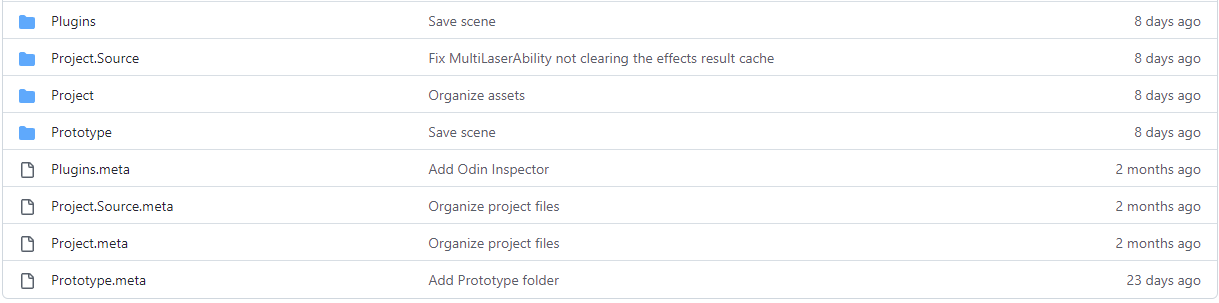 Plugins Save scene 8 days ago
Project.Source Fix MultiLaserAbility not clearing the effects result cache 8 days ago
Project Organize assets 8 days ago
Prototype Save scene 8 days ago
Plugins.meta Add Odin Inspector 2 months ago
Project.Source.meta Organize project files 2 months ago
Project.meta Organize project files 2 months ago
Prototype.meta Add Prototype folder 23 days ago